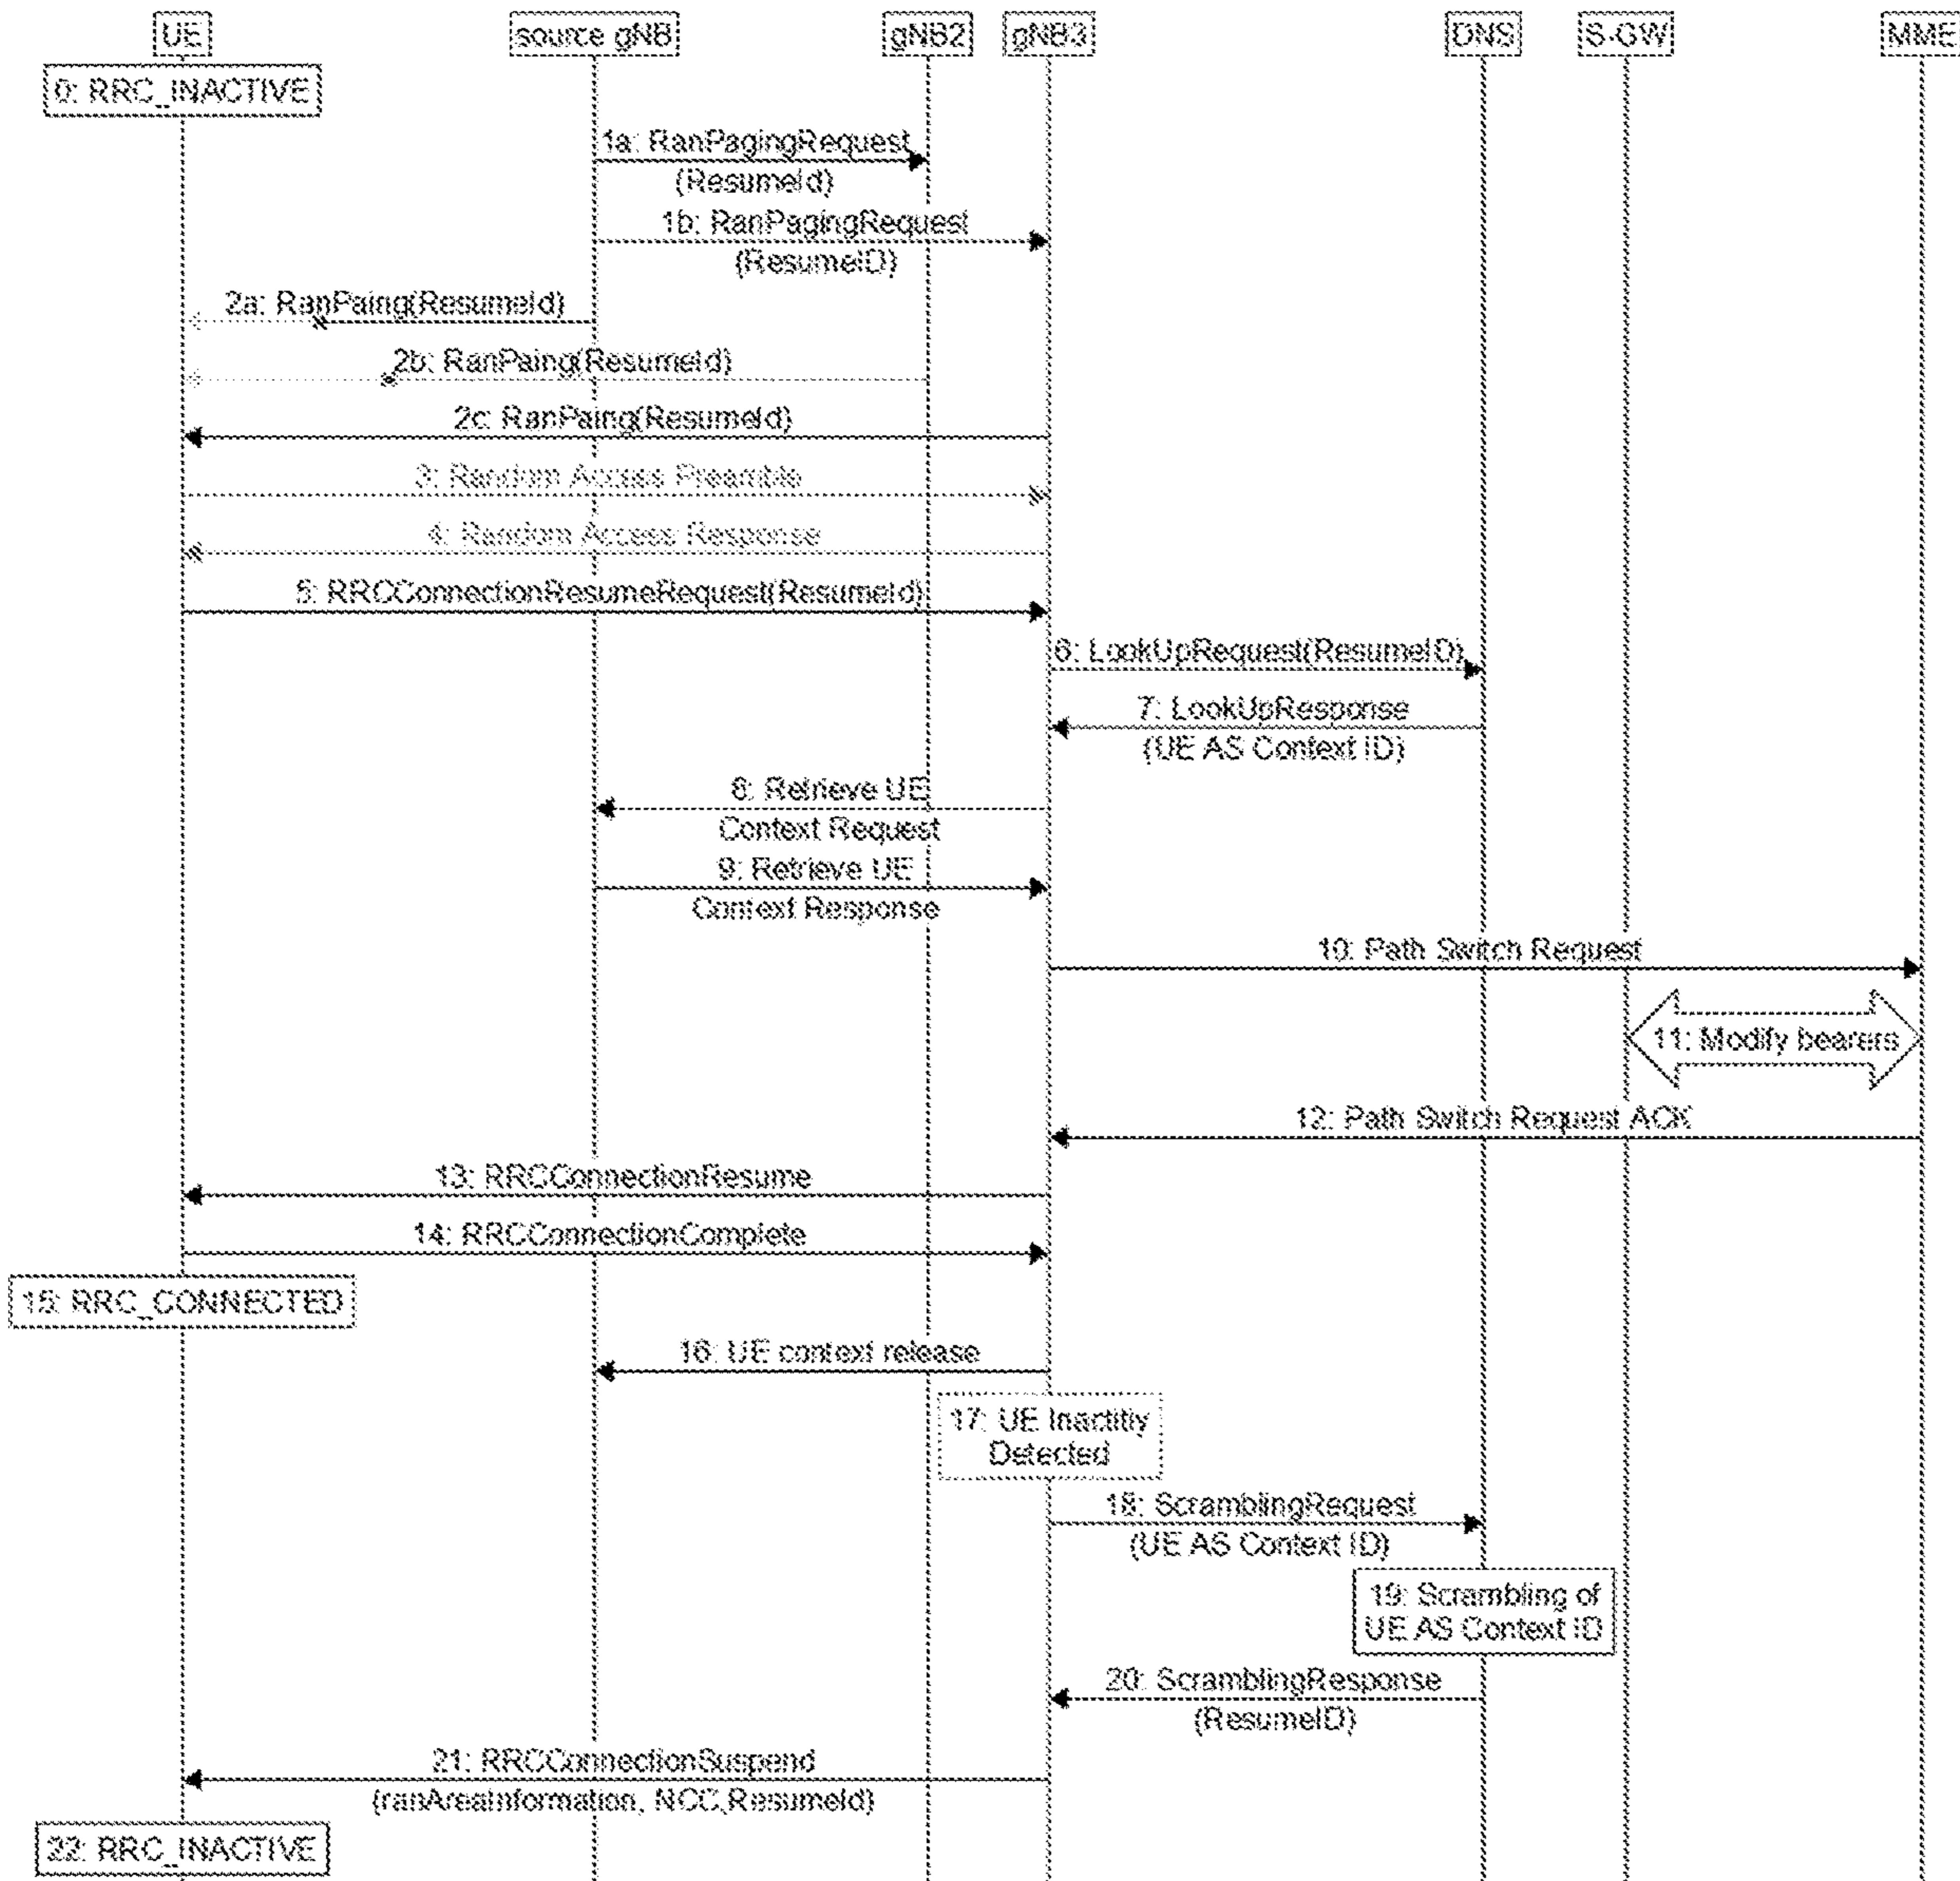 UE
source gNB
gNB2
gNB3
DNS
S-GW
MME
0: RRC_INACTIVE
1a: RanPagingRequest
(ResumeId)
1b: RanPagingRequest
(ResumeID)
2a: RanPaing(ResumeId)
2b: RanPaing(ResumeId)
2c: RanPaing(ResumeId)
3: Random Access Preamble
4: Random Access Response
5: RRCConnectionResumeRequest(ResumeId)
6: LookUpRequest(ResumeID)
7: LookUpResponse
(UE AS Context ID)
8: Retrieve UE
Context Request
9: Retrieve UE
Context Response
10: Path Switch Request
11: Modify bearers
12: Path Switch Request ACK
13: RRCConnectionResume
14: RRCConnectionComplete
15: RRC_CONNECTED
16: UE context release
17: UE Inactitiy
Detected
18: ScramblingRequest
(UE AS Context ID)
19: Scrambling of
UE AS Context ID
20: ScramblingResponse
(ResumeID)
21: RRCConnectionSuspend
(ranAreaInformation, NCC,ResumeId)
22: RRC_INACTIVE